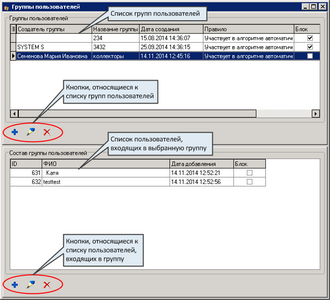 Группы пользователей
Группы пользователей
Список групп пользователей
Создатель группы Название группы Дата создания Правило Блок
234 15.08.2014 14:36:07 Участвует в алгоритме автоматич
SYSTEM S 3432 25.09.2014 14:36:15 Участвует в алгоритме автоматич
Семенова Мария Ивановна коллекторы 14.11.2014 12:45:16 Участвует в алгоритме автоматич
Кнопки, относящиеся к
списку групп пользователей
Список пользователей,
входящих в выбранную группу
Состав группы пользователей
ID ФИО Дата добавления Блок.
631 Катя 14.11.2014 12:52:21
632 testtest 14.11.2014 12:52:56
Кнопки, относящиеся к
списку пользователей,
входящих в группу